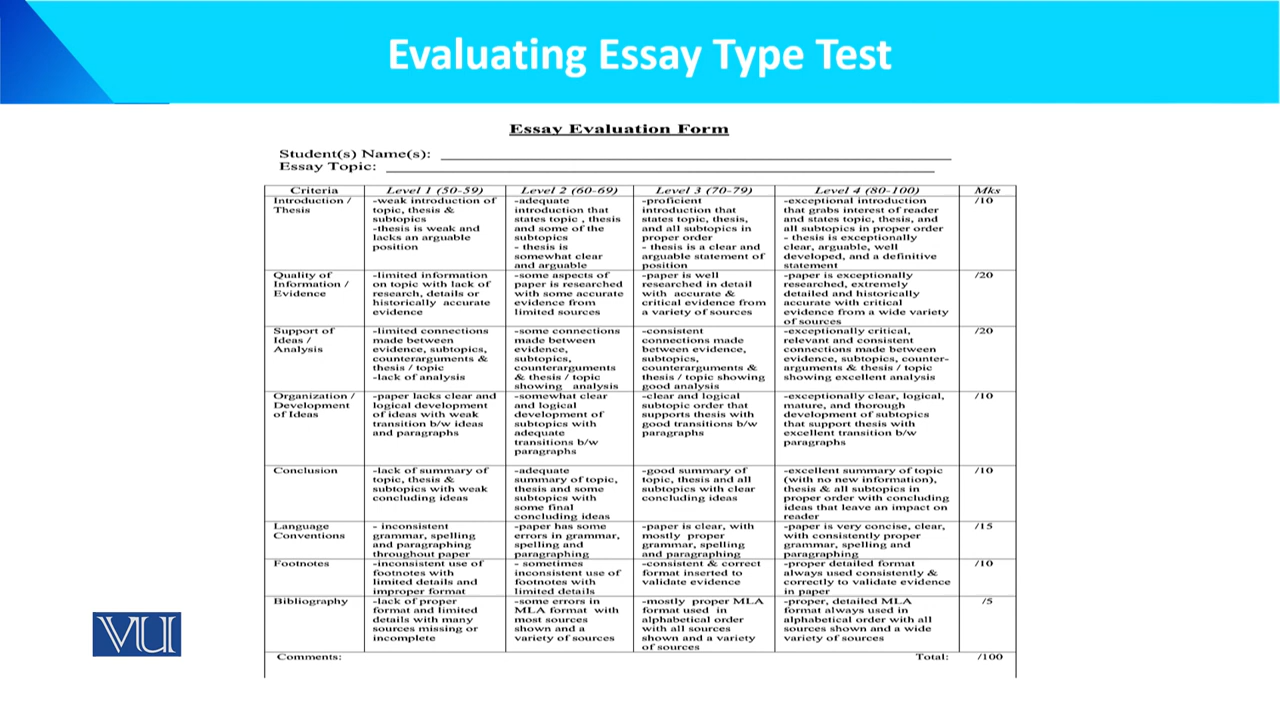 Evaluating Essay Type Test
Essay Evaluation Form
Student(s) Name(s):
Essay Topic:
Criteria
Level 1 (50-59)
Level 2 (60-69)
Level 3 (70-79)
Level 4 (80-100)
Mks
Introduction /
Thesis
-weak introduction of
topic, thesis &
subtopics
-thesis is weak and
lacks an arguable
position
-adequate
introduction that
states topic , thesis
and some of the
subtopics
- thesis is
somewhat clear
and arguable
-proficient
introduction that
states topic, thesis,
and all subtopics in
proper order
- thesis is a clear and
arguable statement of
position
-exceptional introduction
that grabs interest of reader
and states topic, thesis, and
all subtopics in proper order
- thesis is exceptionally
clear, arguable, well
developed, and a definitive
statement
/10
Quality of
Information /
Evidence
-limited information
on topic with lack of
research, details or
historically accurate
evidence
-some aspects of
paper is researched
with some accurate
evidence from
limited sources
-paper is well
researched in detail
with accurate &
critical evidence from
a variety of sources
-paper is exceptionally
researched, extremely
detailed and historically
accurate with critical
evidence from a wide variety
of sources
/20
Support of
Ideas /
Analysis
-limited connections
made between
evidence, subtopics,
counterarguments &
thesis / topic
-lack of analysis
-some connections
made between
evidence,
subtopics,
counterarguments
& thesis / topic
showing analysis
-consistent
connections made
between evidence,
subtopics,
counterarguments &
thesis / topic showing
good analysis
-exceptionally critical,
relevant and consistent
connections made between
evidence, subtopics, counter-
arguments & thesis / topic
showing excellent analysis
/20
Organization /
Development
of Ideas
-paper lacks clear and
logical development
of ideas with weak
transition b/w ideas
and paragraphs
-somewhat clear
and logical
development of
subtopics with
adequate
transitions b/w
paragraphs
-clear and logical
subtopic order that
supports thesis with
good transitions b/w
paragraphs
-exceptionally clear, logical,
mature, and thorough
development of subtopics
that support thesis with
excellent transition b/w
paragraphs
/10
Conclusion
-lack of summary of
topic, thesis &
subtopics with weak
concluding ideas
-adequate
summary of topic,
thesis and some
subtopics with
some final
concluding ideas
-good summary of
topic, thesis and all
subtopics with clear
concluding ideas
-excellent summary of topic
(with no new information),
thesis & all subtopics in
proper order with concluding
ideas that leave an impact on
reader
/10
Language
Conventions
- inconsistent
grammar, spelling
and paragraphing
throughout paper
-paper has some
errors in grammar,
spelling and
paragraphing
-paper is clear, with
mostly proper
grammar, spelling
and paragraphing
-paper is very concise, clear,
with consistently proper
grammar, spelling and
paragraphing
/15
Footnotes
-inconsistent use of
footnotes with
limited details and
improper format
- sometimes
inconsistent use of
footnotes with
limited details
-consistent & correct
format inserted to
validate evidence
-proper detailed format
always used consistently &
correctly to validate evidence
in paper
/10
Bibliography
-lack of proper
format and limited
details with many
sources missing or
incomplete
-some errors in
MLA format with
most sources
shown and a
variety of sources
-mostly proper MLA
format used in
alphabetical order
with all sources
shown and a variety
of sources
-proper, detailed MLA
format always used in
alphabetical order with all
sources shown and a wide
variety of sources
/5
Comments:
Total:
/100
VU